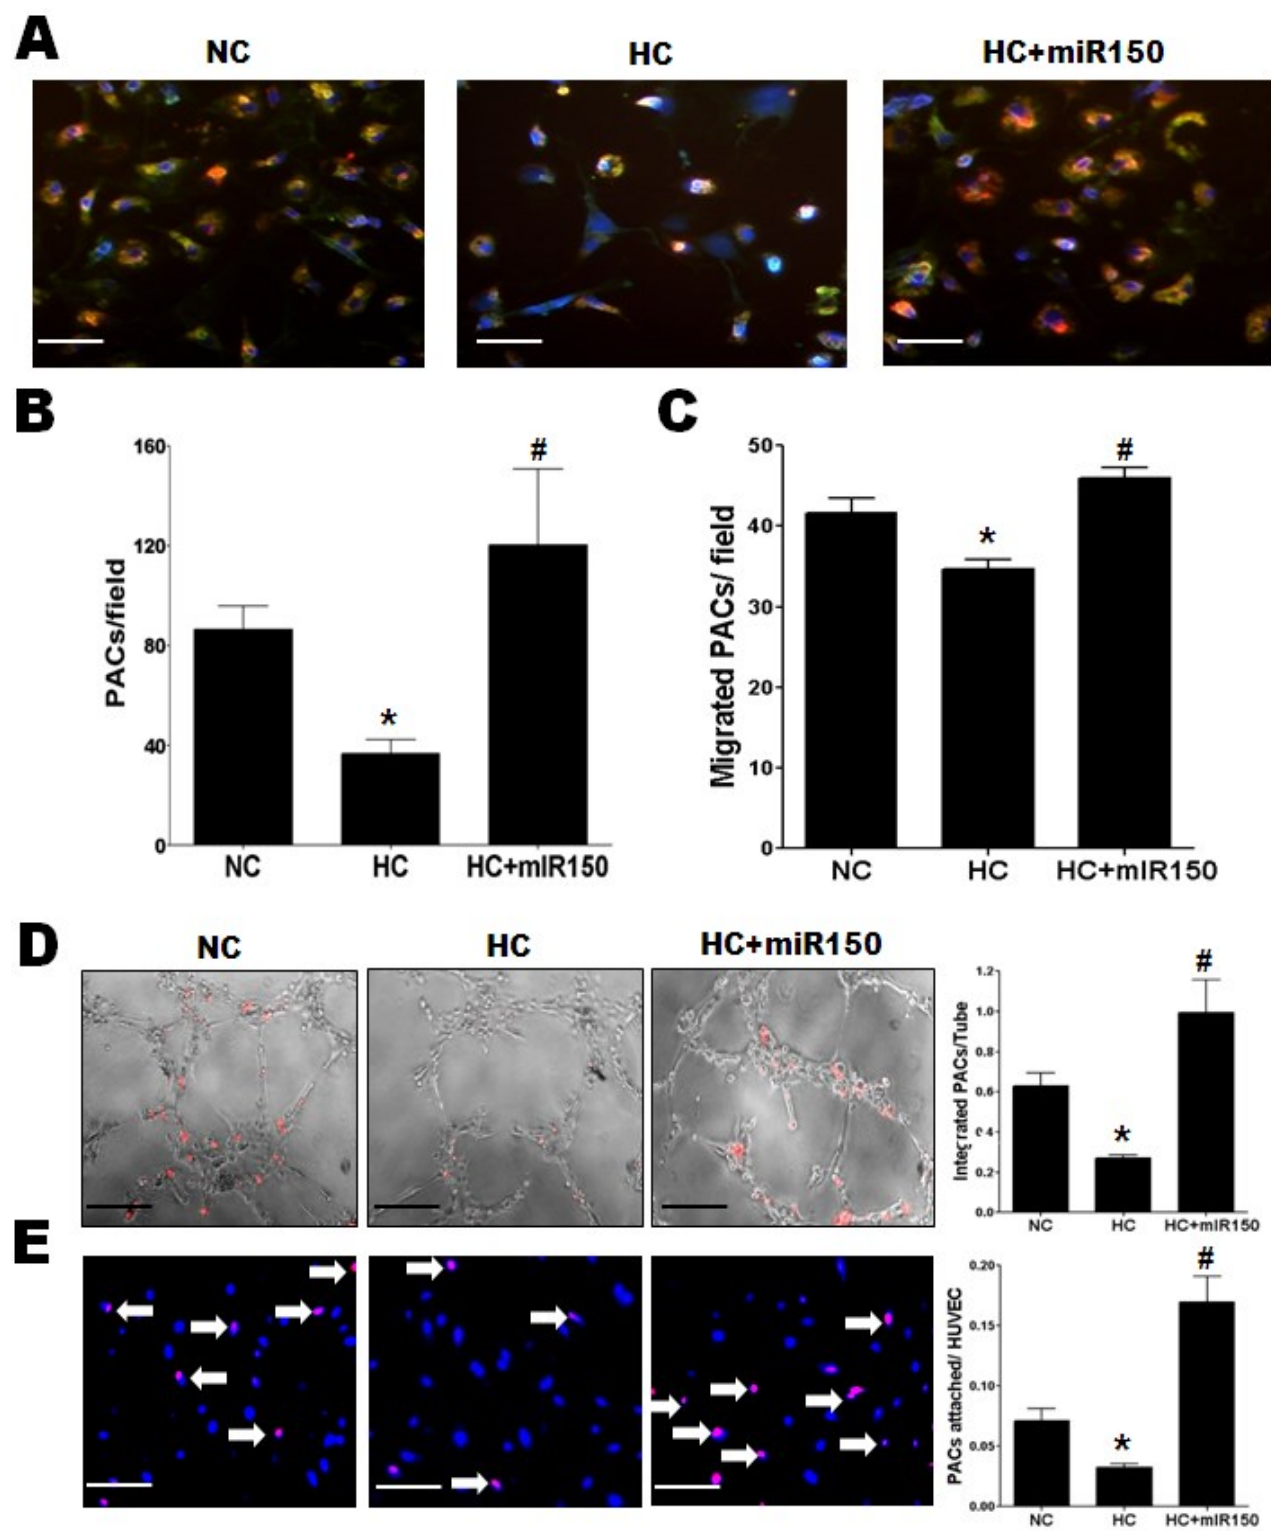 A
NC
HC
HC+miR150
B
PACs/field
160
120
80
40
0
#
*
NC
HC
HC+mIR150
C
Migrated PACs/ field
50
40
30
20
10
0
#
*
NC
HC
HC+mIR150
D
NC
HC
HC+miR150
Integrated PACs/Tube
1.2
1.0
0.8
0.6
0.4
0.2
0.0
#
*
NC
HC
HC+mIR150
E
PACs attached/ HUVEC
0.20
0.15
0.10
0.05
0.00
#
*
NC
HC
HC+mIR150